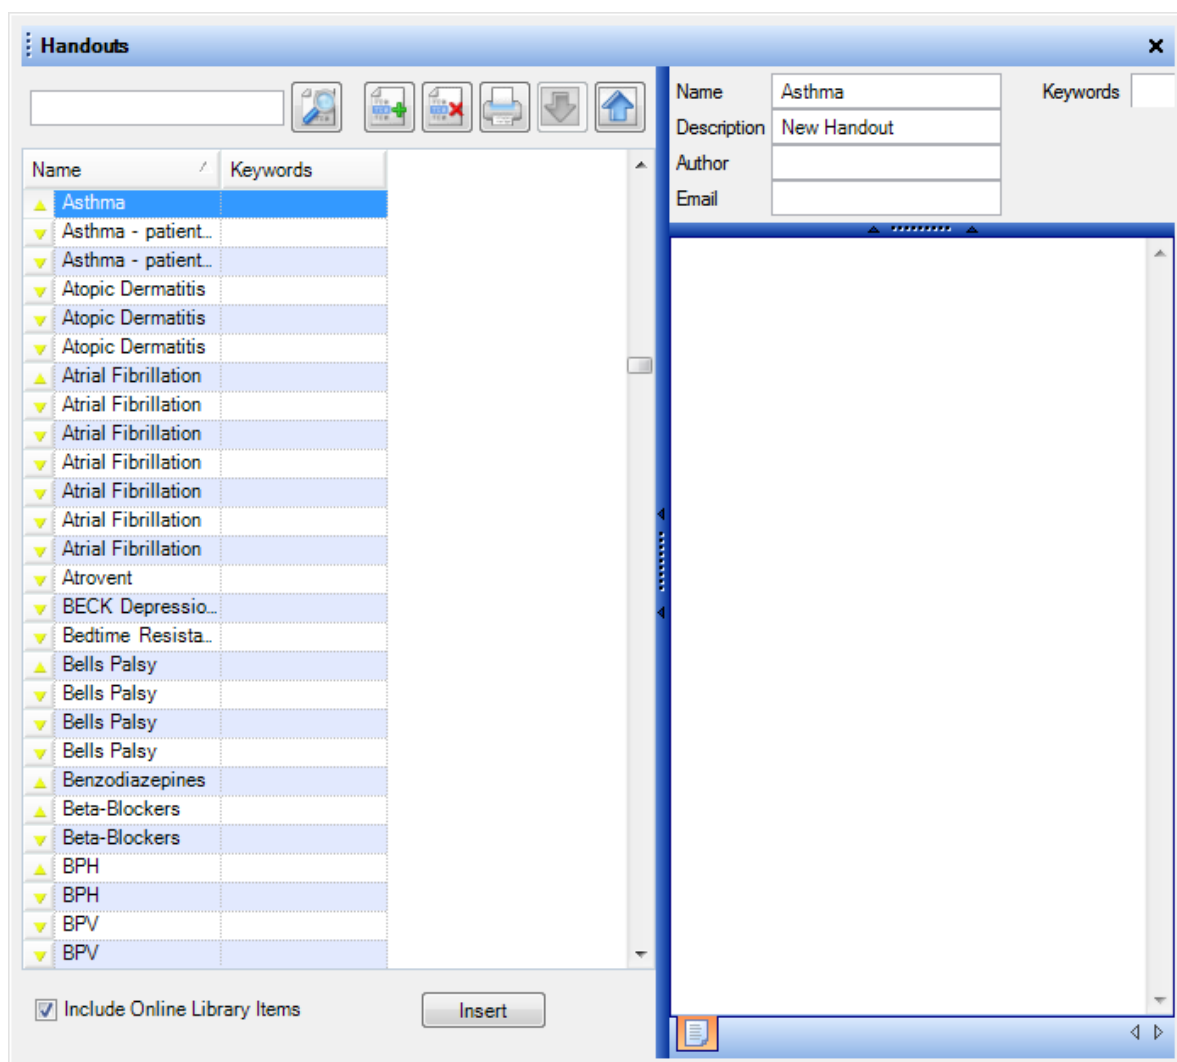 Handouts
Name Asthma Keywords
Description New Handout
Author
Email
Name Keywords
Asthma
Asthma - patient...
Asthma - patient...
Atopic Dermatitis
Atopic Dermatitis
Atopic Dermatitis
Atrial Fibrillation
Atrial Fibrillation
Atrial Fibrillation
Atrial Fibrillation
Atrial Fibrillation
Atrial Fibrillation
Atrial Fibrillation
Atrovent
BECK Depressio...
Bedtime Resista...
Bells Palsy
Bells Palsy
Bells Palsy
Bells Palsy
Benzodiazepines
Beta-Blockers
Beta-Blockers
BPH
BPH
BPV
BPV
Include Online Library Items Insert